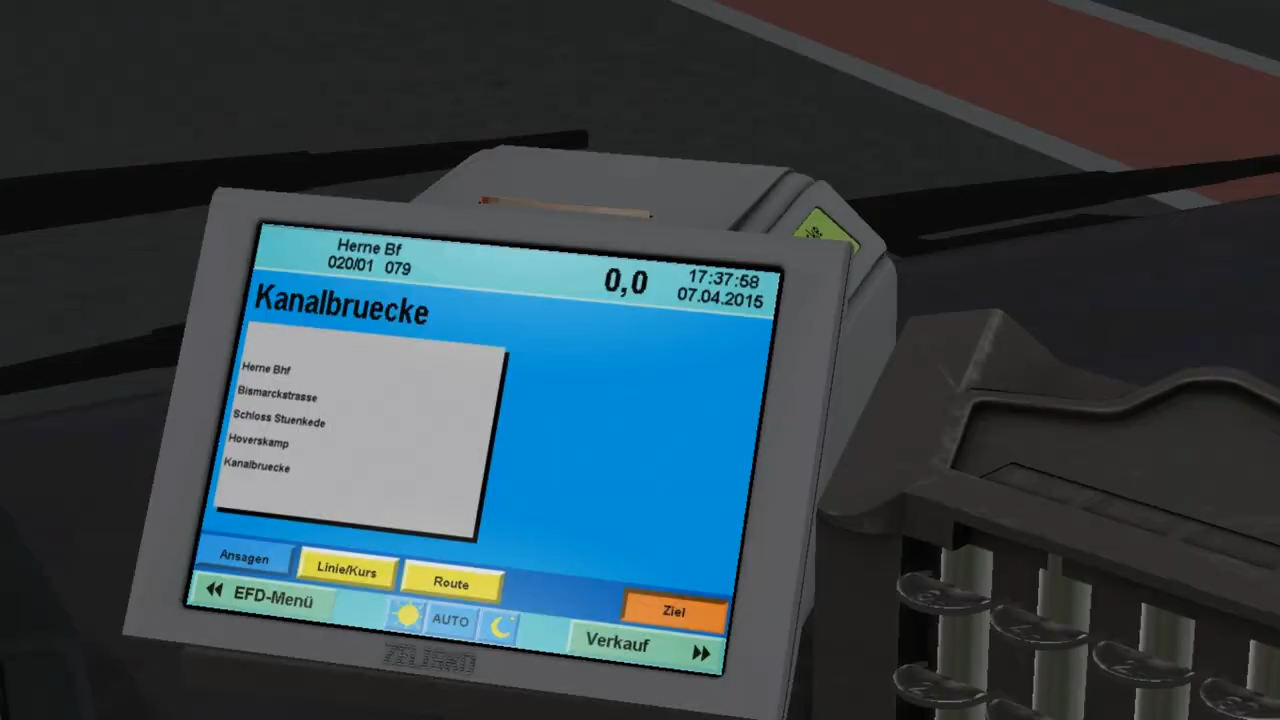 Herne Bf
020/01 079
0,0
17:37:58
07.04.2015
Kanalbruecke
Herne Bhf
Bismarckstrasse
Schloss Stuenkede
Hoverskamp
Kanalbruecke
Ansagen
Linie/Kurs
Route
Ziel
EFD-Menü
AUTO
Verkauf